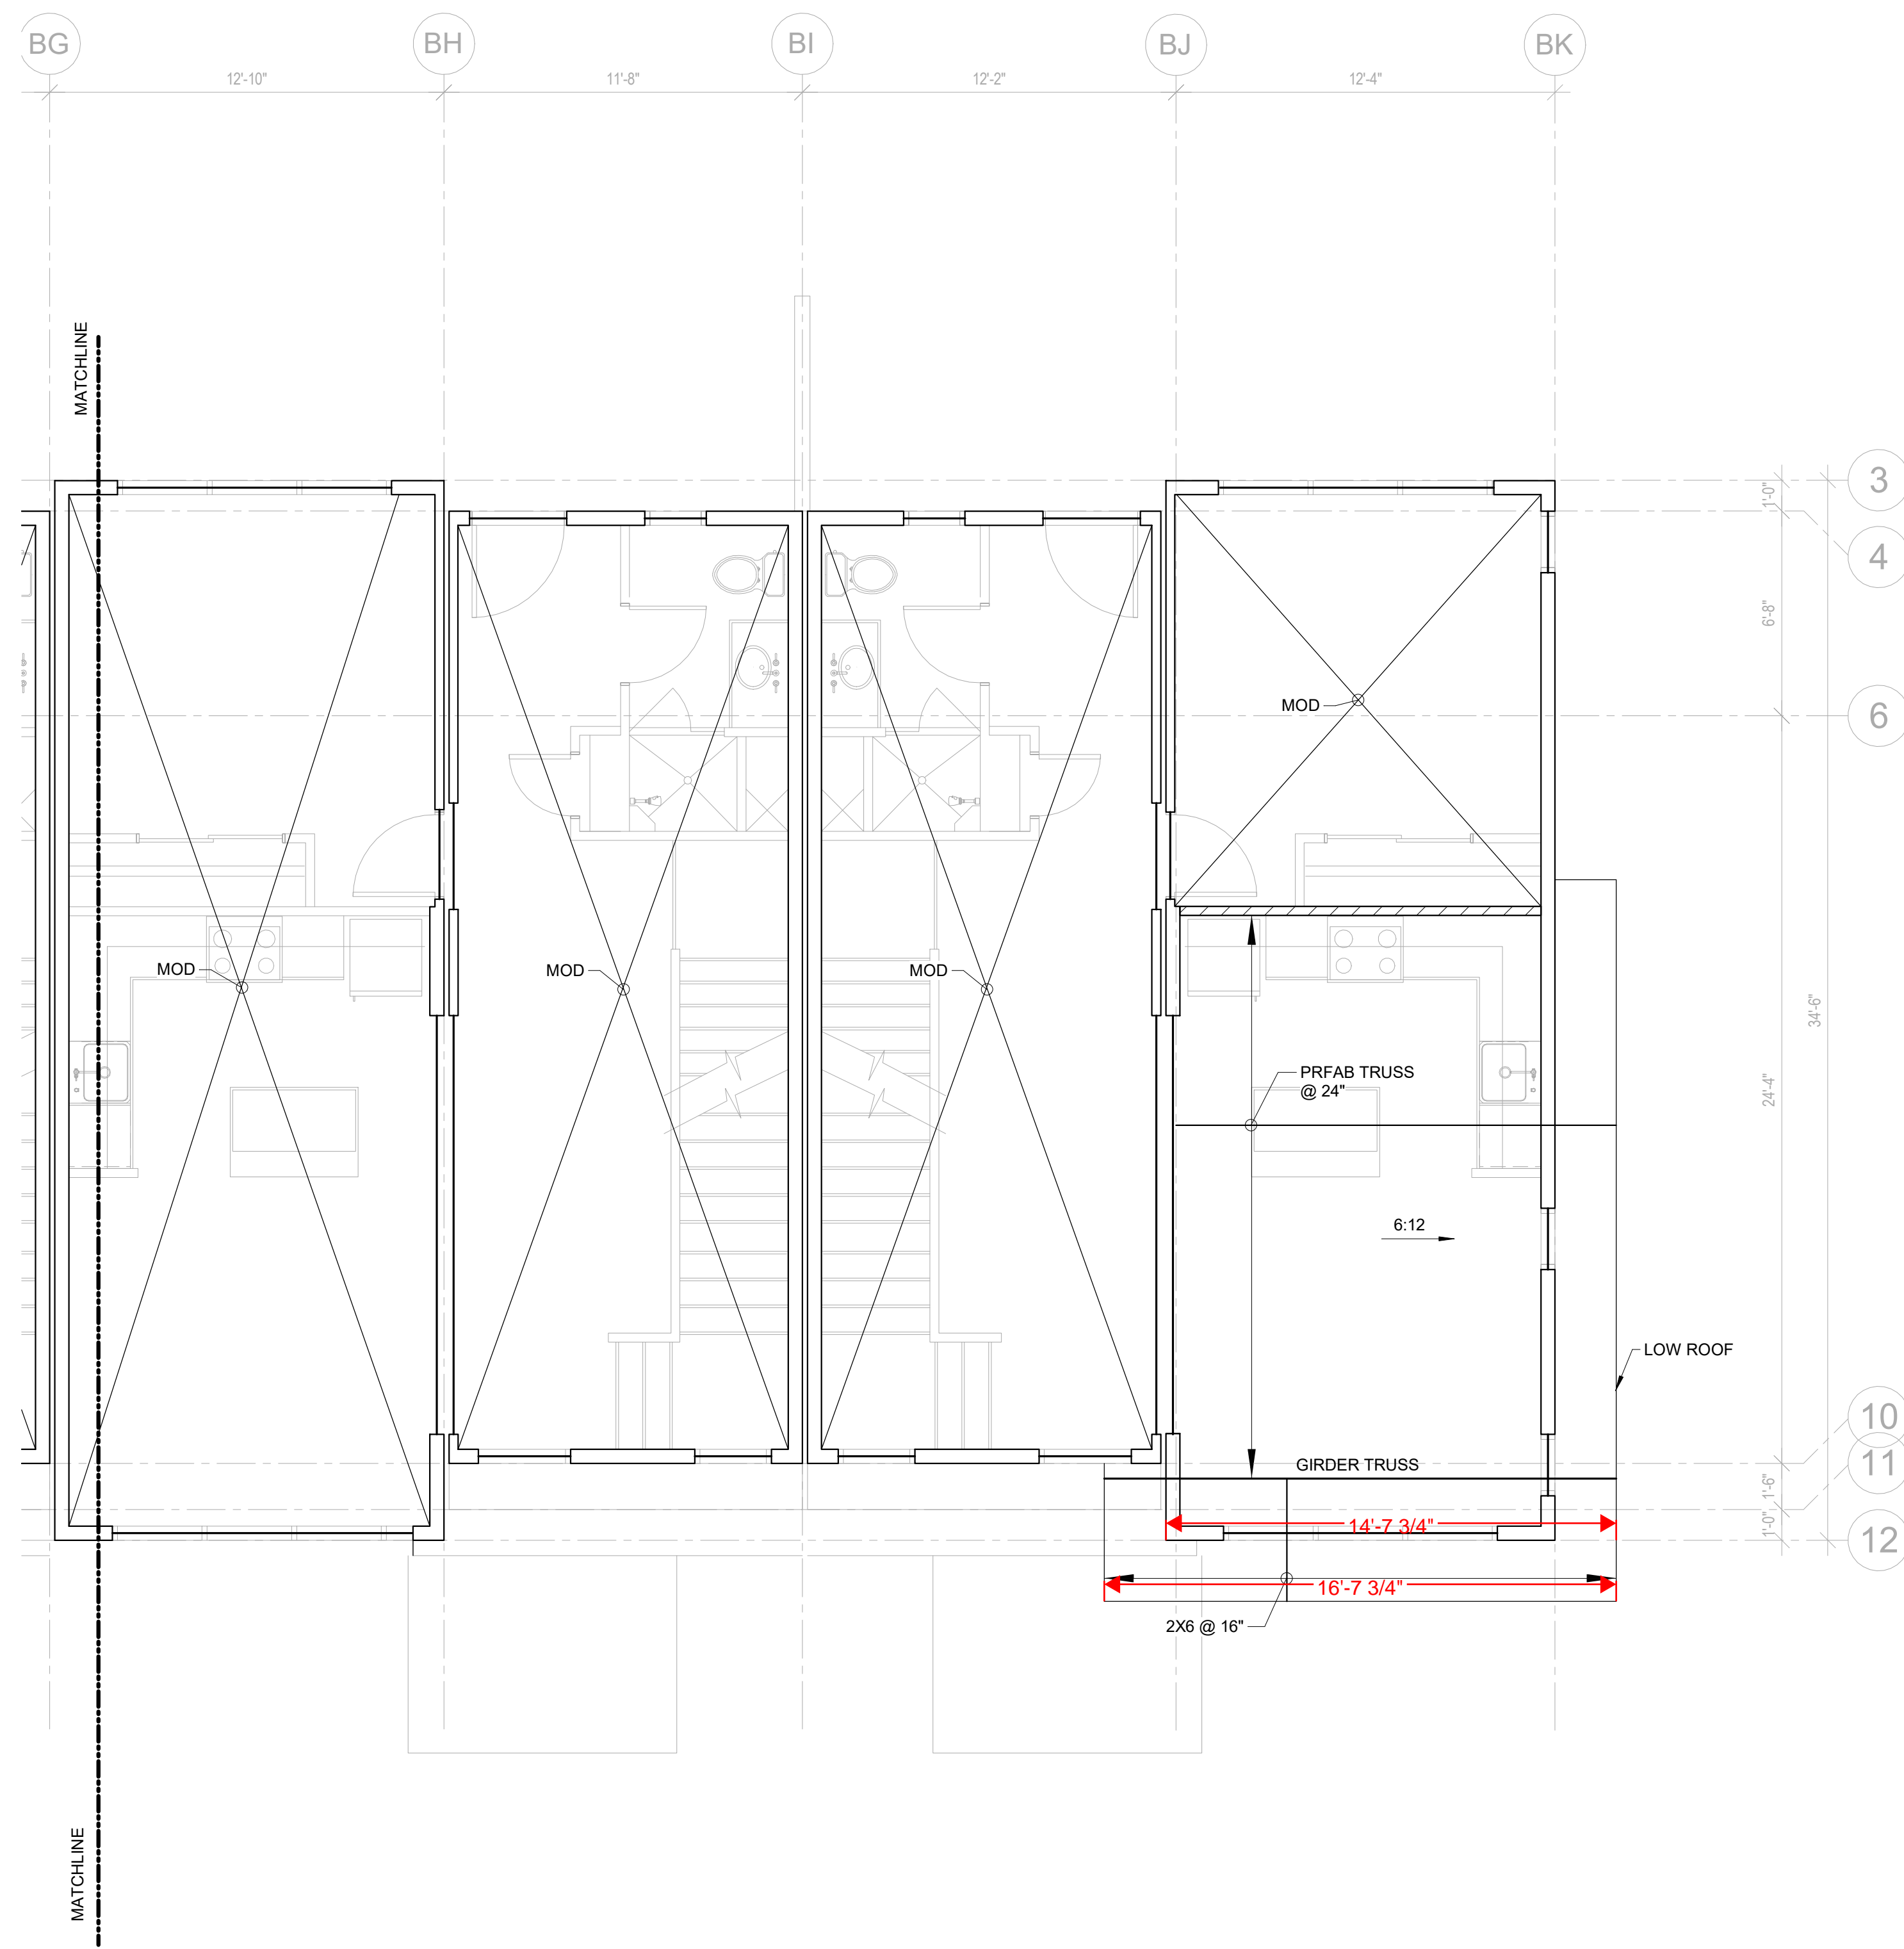 BG
BH
BI
BJ
BK
12'-10"
11'-8"
12'-2"
12'-4"
MATCHLINE
3
1'-0"
4
6'-8"
6
MOD
MOD
MOD
MOD
34'-6"
PRFAB TRUSS
@ 24"
24'-4"
6:12
LOW ROOF
10
GIRDER TRUSS
11
1'-6"
14'-7 3/4"
1'-0"
12
16'-7 3/4"
2X6 @ 16"
MATCHLINE